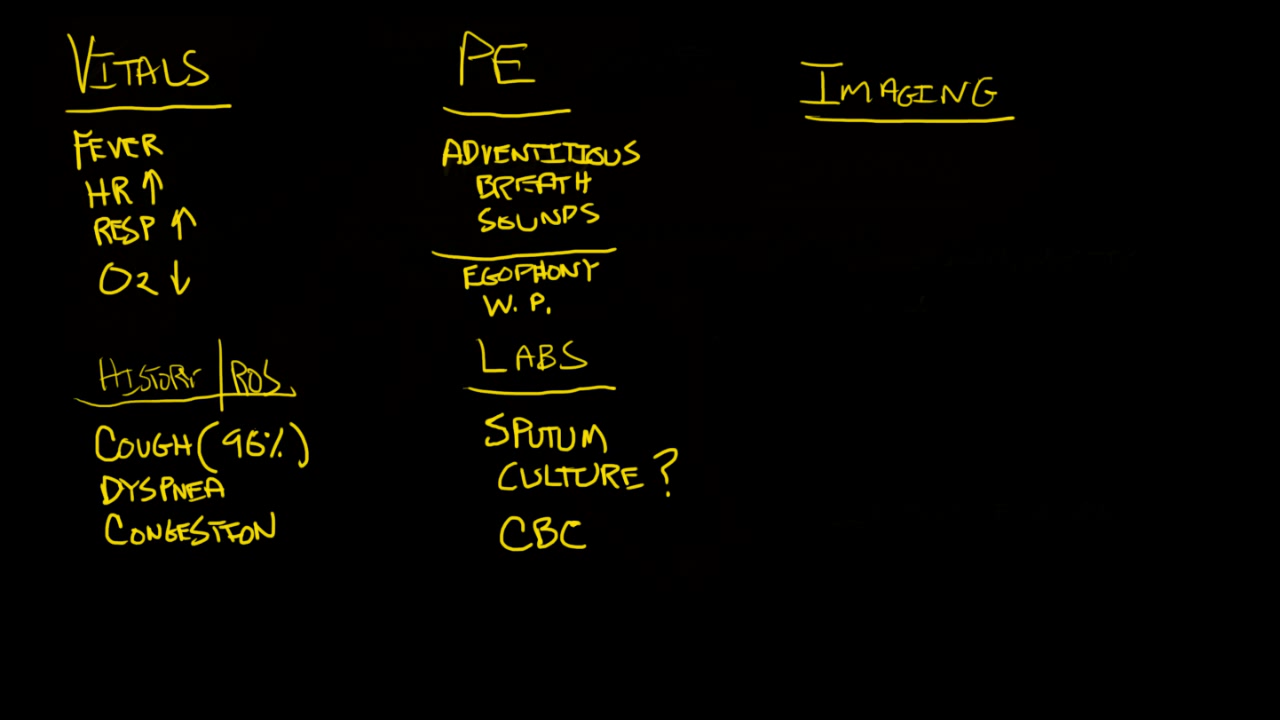 VITALS
FEVER
HR ↑
RESP ↑
O2 ↓
HISTORY | ROS
COUGH (96%)
DYSPNEA
CONGESTION
PE
ADVENTITIOUS
BREATH
SOUNDS
EGOPHONY
W. P.
LABS
SPUTUM
CULTURE ?
CBC
IMAGING